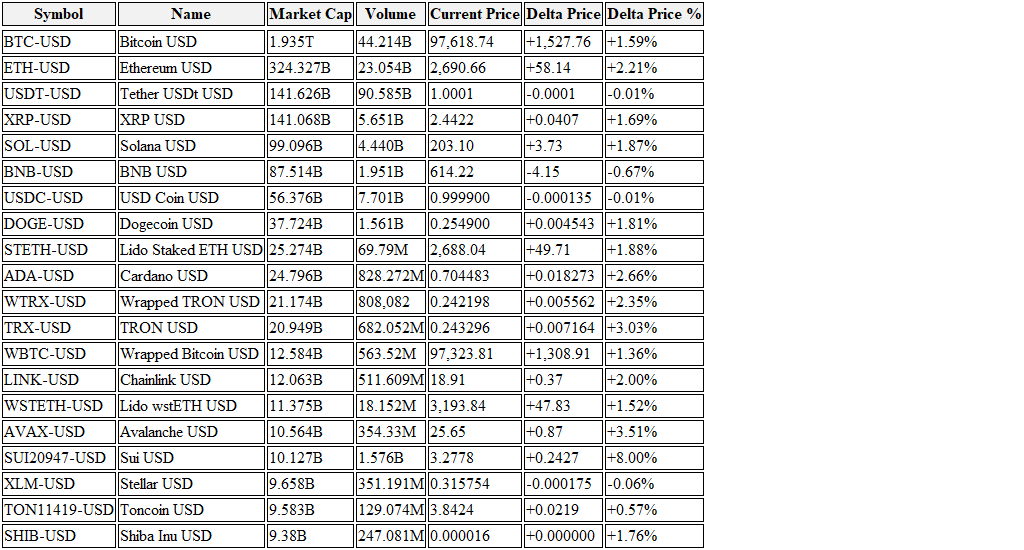 Symbol Name Market Cap Volume Current Price Delta Price Delta Price %
BTC-USD Bitcoin USD 1.935T 44.214B 97,618.74 +1,527.76 +1.59%
ETH-USD Ethereum USD 324.327B 23.054B 2,690.66 +58.14 +2.21%
USDT-USD Tether USDt USD 141.626B 90.585B 1.0001 -0.0001 -0.01%
XRP-USD XRP USD 141.068B 5.651B 2.4422 +0.0407 +1.69%
SOL-USD Solana USD 99.096B 4.440B 203.10 +3.73 +1.87%
BNB-USD BNB USD 87.514B 1.951B 614.22 -4.15 -0.67%
USDC-USD USD Coin USD 56.376B 7.701B 0.999900 -0.000135 -0.01%
DOGE-USD Dogecoin USD 37.724B 1.561B 0.254900 +0.004543 +1.81%
STETH-USD Lido Staked ETH USD 25.274B 69.79M 2,688.04 +49.71 +1.88%
ADA-USD Cardano USD 24.796B 828.272M 0.704483 +0.018273 +2.66%
WTRX-USD Wrapped TRON USD 21.174B 808,082 0.242198 +0.005562 +2.35%
TRX-USD TRON USD 20.949B 682.052M 0.243296 +0.007164 +3.03%
WBTC-USD Wrapped Bitcoin USD 12.584B 563.52M 97,323.81 +1,308.91 +1.36%
LINK-USD Chainlink USD 12.063B 511.609M 18.91 +0.37 +2.00%
WSTETH-USD Lido wstETH USD 11.375B 18.152M 3,193.84 +47.83 +1.52%
AVAX-USD Avalanche USD 10.564B 354.33M 25.65 +0.87 +3.51%
SUI20947-USD Sui USD 10.127B 1.576B 3.2778 +0.2427 +8.00%
XLM-USD Stellar USD 9.658B 351.191M 0.315754 -0.000175 -0.06%
TON11419-USD Toncoin USD 9.583B 129.074M 3.8424 +0.0219 +0.57%
SHIB-USD Shiba Inu USD 9.38B 247.081M 0.000016 +0.000000 +1.76%